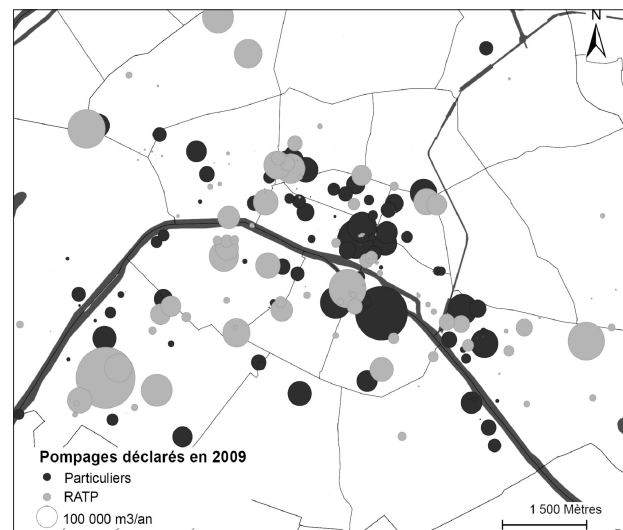 N
Pompages déclarés en 2009
Particuliers
RATP
100 000 m3/an
1 500 Mètres